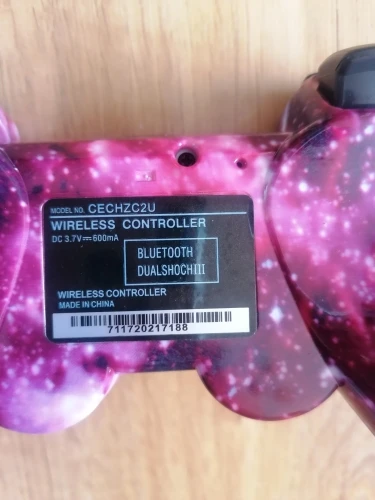 MODEL NO. CECHZC2U
WIRELESS CONTROLLER
DC 3.7V⎓600mA
BLUETOOTH
DUALSHOCHIII
WIRELESS CONTROLLER
MADE IN CHINA
711720217188